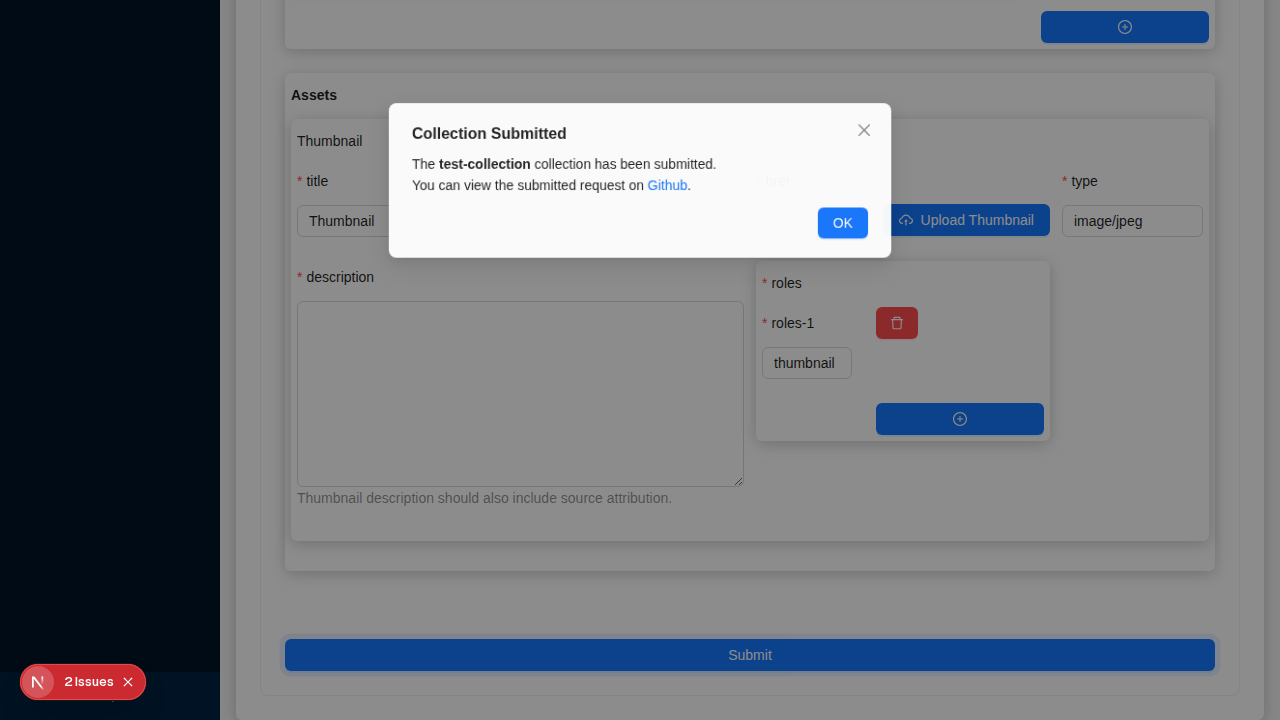 Assets
Thumbnail
* title
* type
Thumbnail
Upload Thumbnail
image/jpeg
* description
* roles
* roles-1
thumbnail
Thumbnail description should also include source attribution.
Submit
Collection Submitted
The test-collection collection has been submitted.
You can view the submitted request on Github.
OK
N
2 Issues